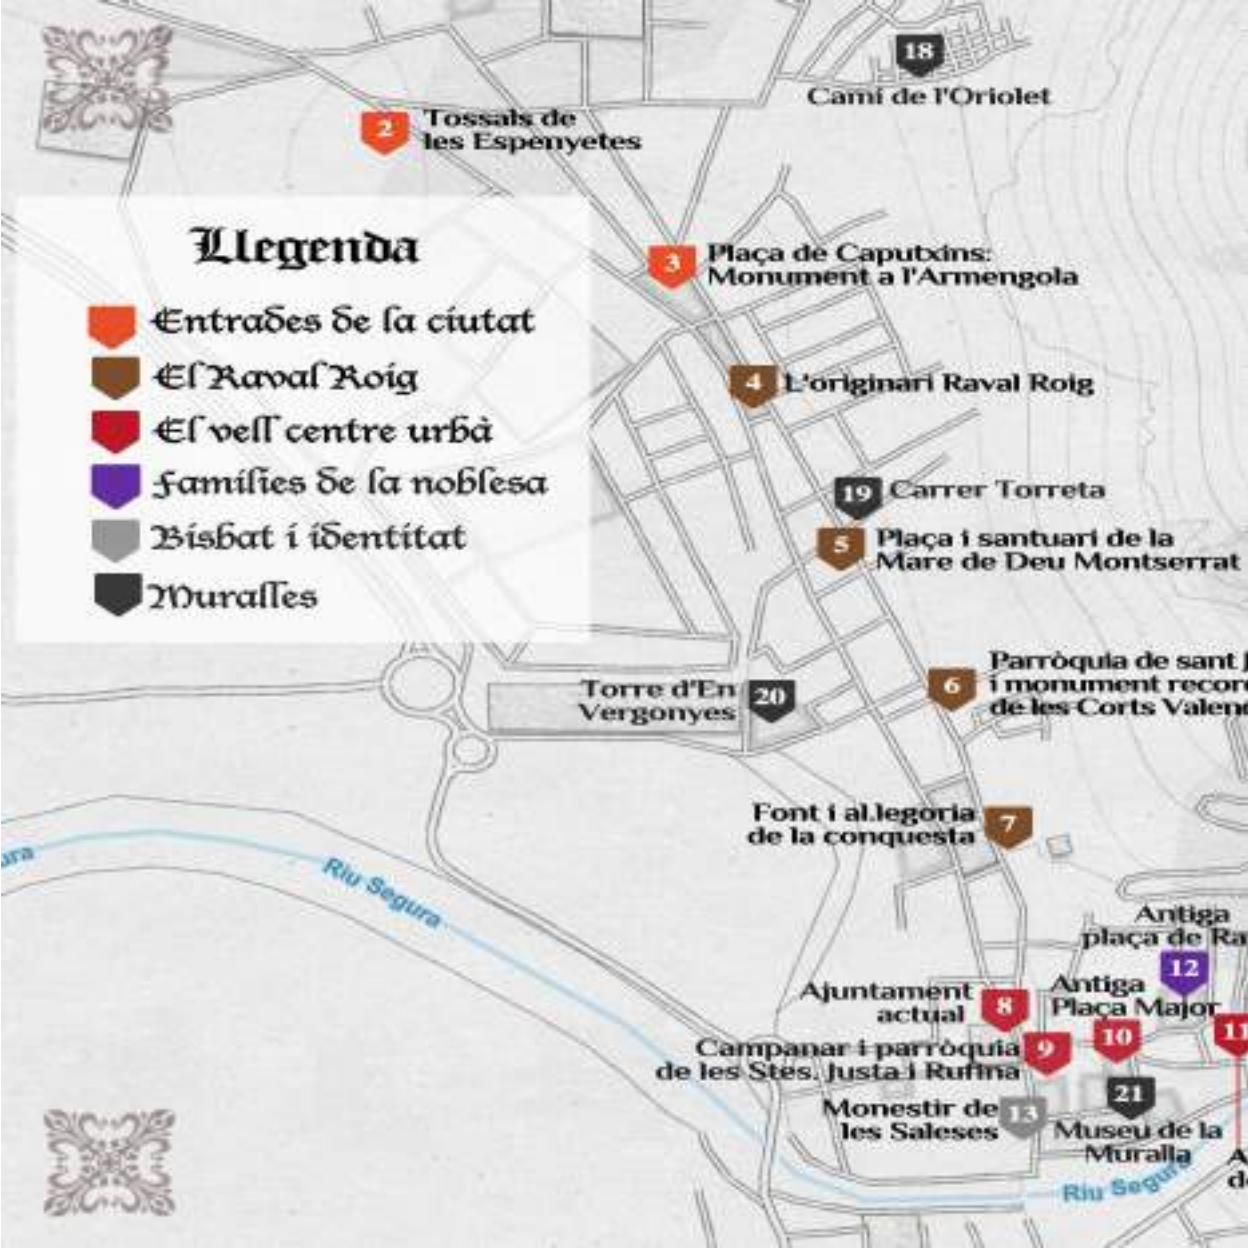 18
Camí de l'Oriolet
2
Tossals de
les Espenyetes
Llegenda
Entrades de la ciutat
El Raval Roig
El vell centre urbà
Famílies de la noblesa
Bisbat i identitat
Muralles
3
Plaça de Caputxins:
Monument a l'Armengola
4
L'originari Raval Roig
19
Carrer Torreta
5
Plaça i santuari de la
Mare de Deu Montserrat
Torre d'En
Vergonyes
20
6
Parròquia de sant
i monument
de les Corts
Font i al.legoria
de la conquesta
7
Riu Segura
Antiga
plaça de
12
Ajuntament
actual
8
Antiga
Plaça Major
10
11
Campanar i parròquia
de les Stes. Justa i Rufina
9
Monestir de
les Saleses
13
21
Museu de la
Muralla
Riu Segura